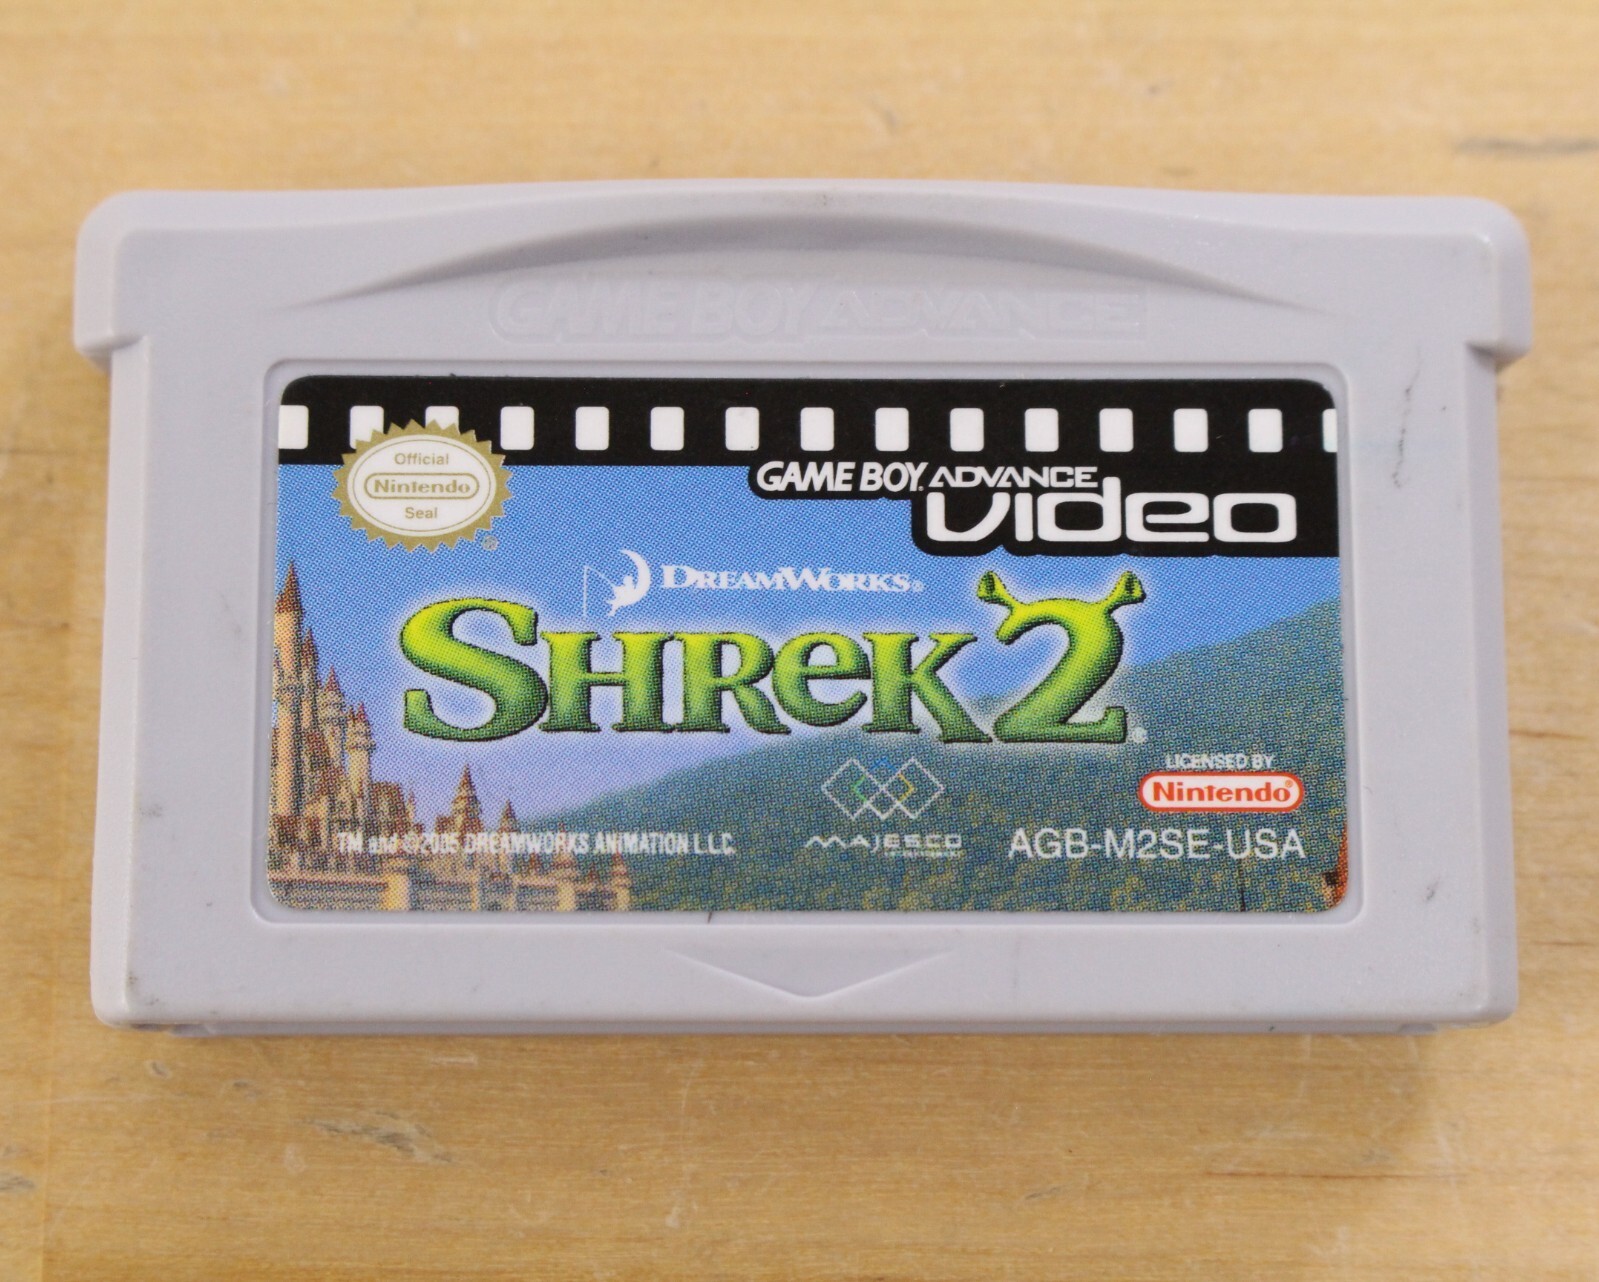 GAME BOY ADVANCE
Official
Nintendo
Seal
®
GAME BOY ADVANCE
video
DREAMWORKS®
SHREK 2®
LICENSED BY
Nintendo®
TM and ©2005 DREAMWORKS ANIMATION L.L.C.
MAJESCO
AGB-M2SE-USA